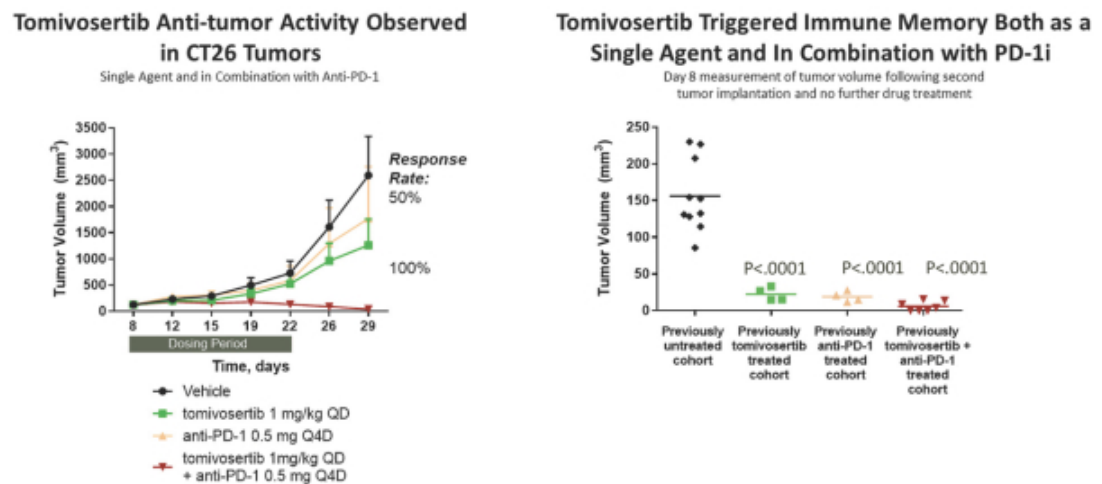 Tomivosertib Anti-tumor Activity Observed
in CT26 Tumors
Single Agent and in Combination with Anti-PD-1
Tumor Volume (mm³)
3500
3000
2500
2000
1500
1000
500
0
8 12 15 19 22 26 29
Dosing Period
Time, days
Response
Rate:
50%
100%
Vehicle
tomivosertib 1 mg/kg QD
anti-PD-1 0.5 mg Q4D
tomivosertib 1mg/kg QD
+ anti-PD-1 0.5 mg Q4D
Tomivosertib Triggered Immune Memory Both as a
Single Agent and In Combination with PD-1i
Day 8 measurement of tumor volume following second
tumor implantation and no further drug treatment
Tumor Volume (mm³)
250
200
150
100
50
0
P<.0001 P<.0001 P<.0001
Previously
untreated
cohort
Previously
tomivosertib
treated
cohort
Previously
anti-PD-1
treated
cohort
Previously
tomivosertib +
anti-PD-1
treated
cohort